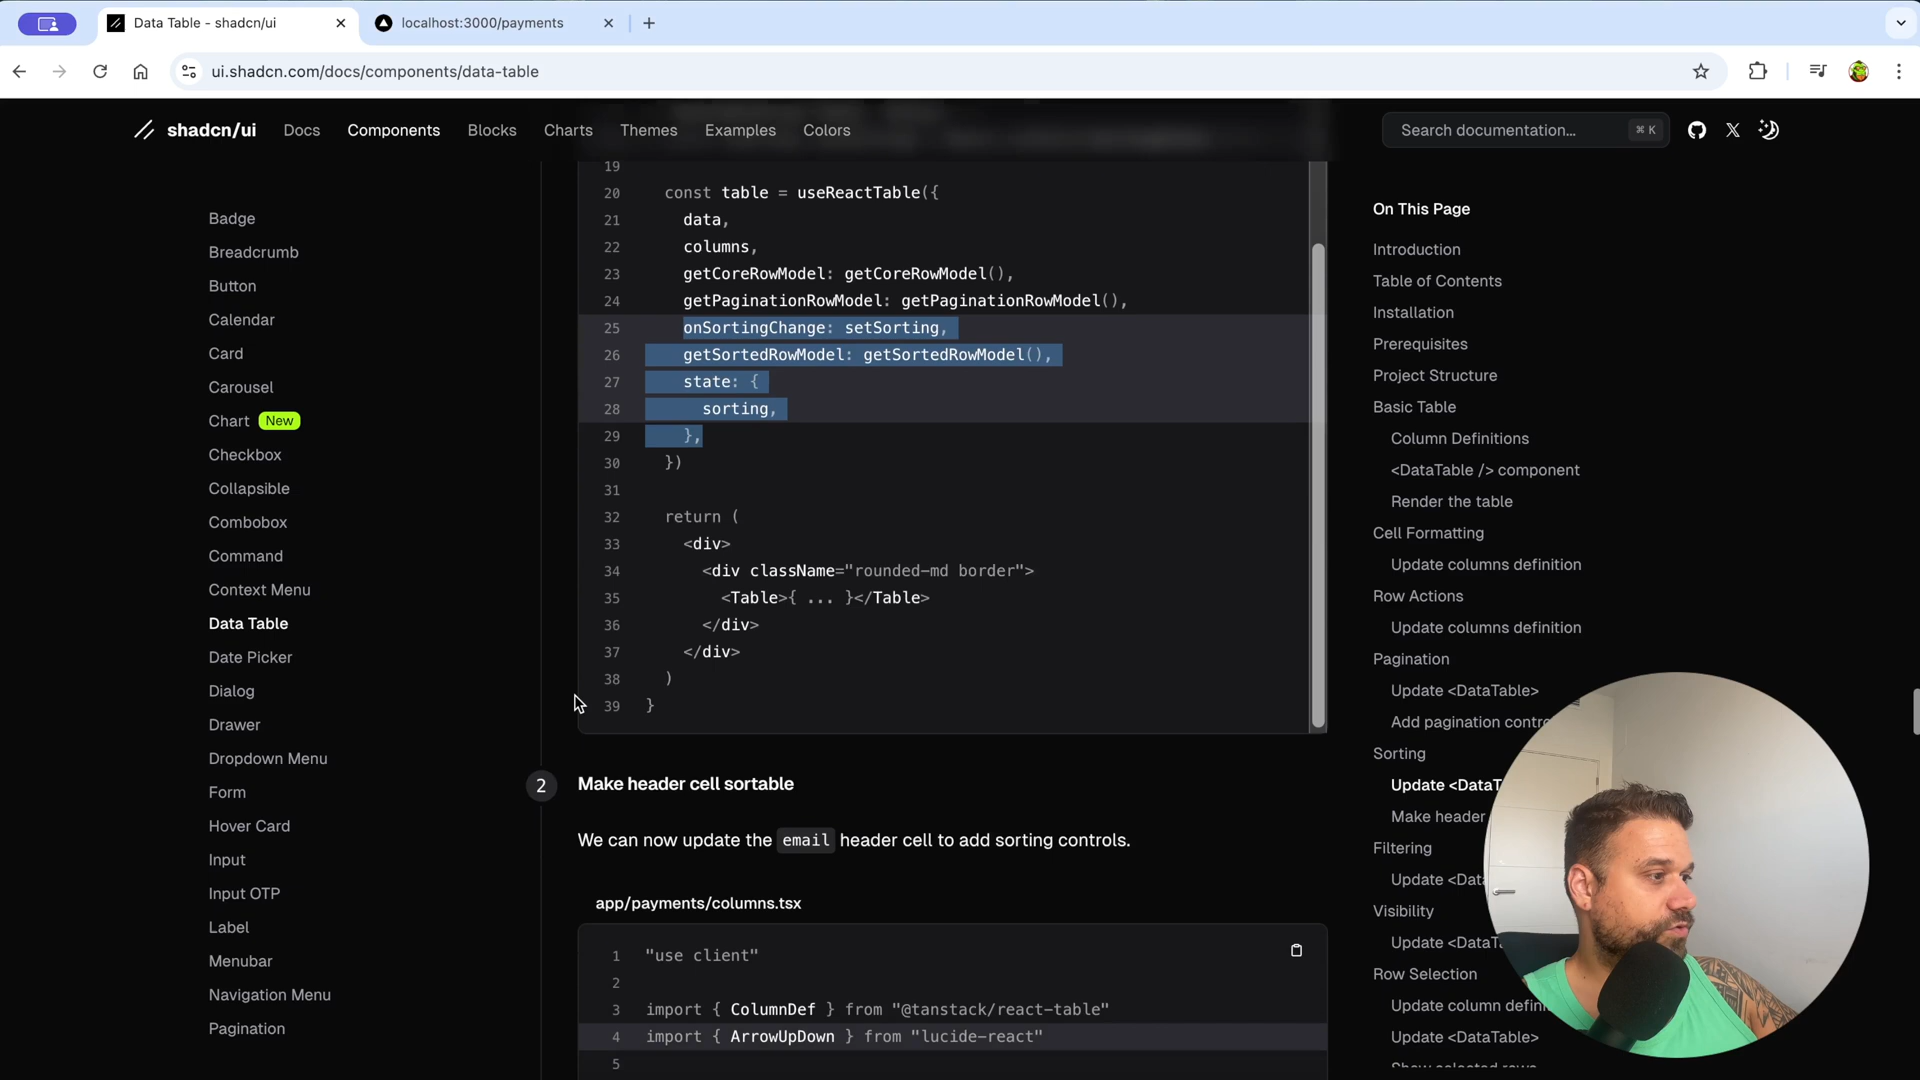 Data Table - shadcn/ui
localhost:3000/payments
ui.shadcn.com/docs/components/data-table
shadcn/ui
Docs
Components
Blocks
Charts
Themes
Examples
Colors
Search documentation...
⌘ K
Badge
Breadcrumb
Button
Calendar
Card
Carousel
Chart New
Checkbox
Collapsible
Combobox
Command
Context Menu
Data Table
Date Picker
Dialog
Drawer
Dropdown Menu
Form
Hover Card
Input
Input OTP
Label
Menubar
Navigation Menu
Pagination
19
20 const table = useReactTable({
21 data,
22 columns,
23 getCoreRowModel: getCoreRowModel(),
24 getPaginationRowModel: getPaginationRowModel(),
25 onSortingChange: setSorting,
26 getSortedRowModel: getSortedRowModel(),
27 state: {
28 sorting,
29 },
30 })
31
32 return (
33 <div>
34 <div className="rounded-md border">
35 <Table>{ ... }</Table>
36 </div>
37 </div>
38 )
39 }
2 Make header cell sortable
We can now update the email header cell to add sorting controls.
app/payments/columns.tsx
1 "use client"
2
3 import { ColumnDef } from "@tanstack/react-table"
4 import { ArrowUpDown } from "lucide-react"
5
On This Page
Introduction
Table of Contents
Installation
Prerequisites
Project Structure
Basic Table
Column Definitions
<DataTable /> component
Render the table
Cell Formatting
Update columns definition
Row Actions
Update columns definition
Pagination
Update <DataTable>
Add pagination
Sorting
Update
Make header
Filtering
Update
Visibility
Update
Row Selection
Update column
Update <DataTable>